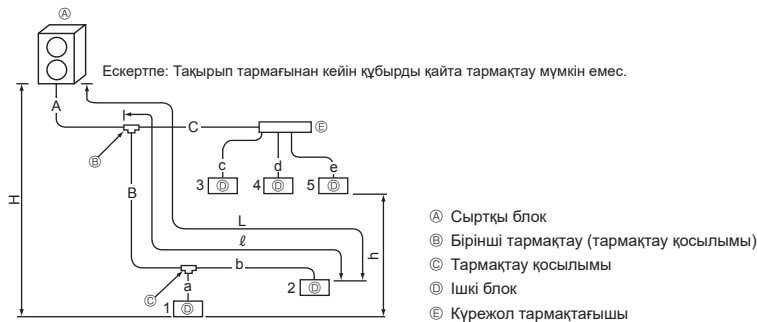 Ⓐ
Ескертпе: Тақырып тармағынан кейін құбырды қайта тармақтау мүмкін емес.
A
l
C
Ⓔ
Ⓑ
c
d
e
3 Ⓓ
4 Ⓓ
5 Ⓓ
B
H
L
ℓ
h
b
a
Ⓒ
1 Ⓓ
2 Ⓓ
Ⓐ Сыртқы блок
Ⓑ Бірінші тармақтау (тармақтау қосылымы)
Ⓒ Тармақтау қосылымы
Ⓓ Ішкі блок
Ⓔ Күрежол тармақтағышы